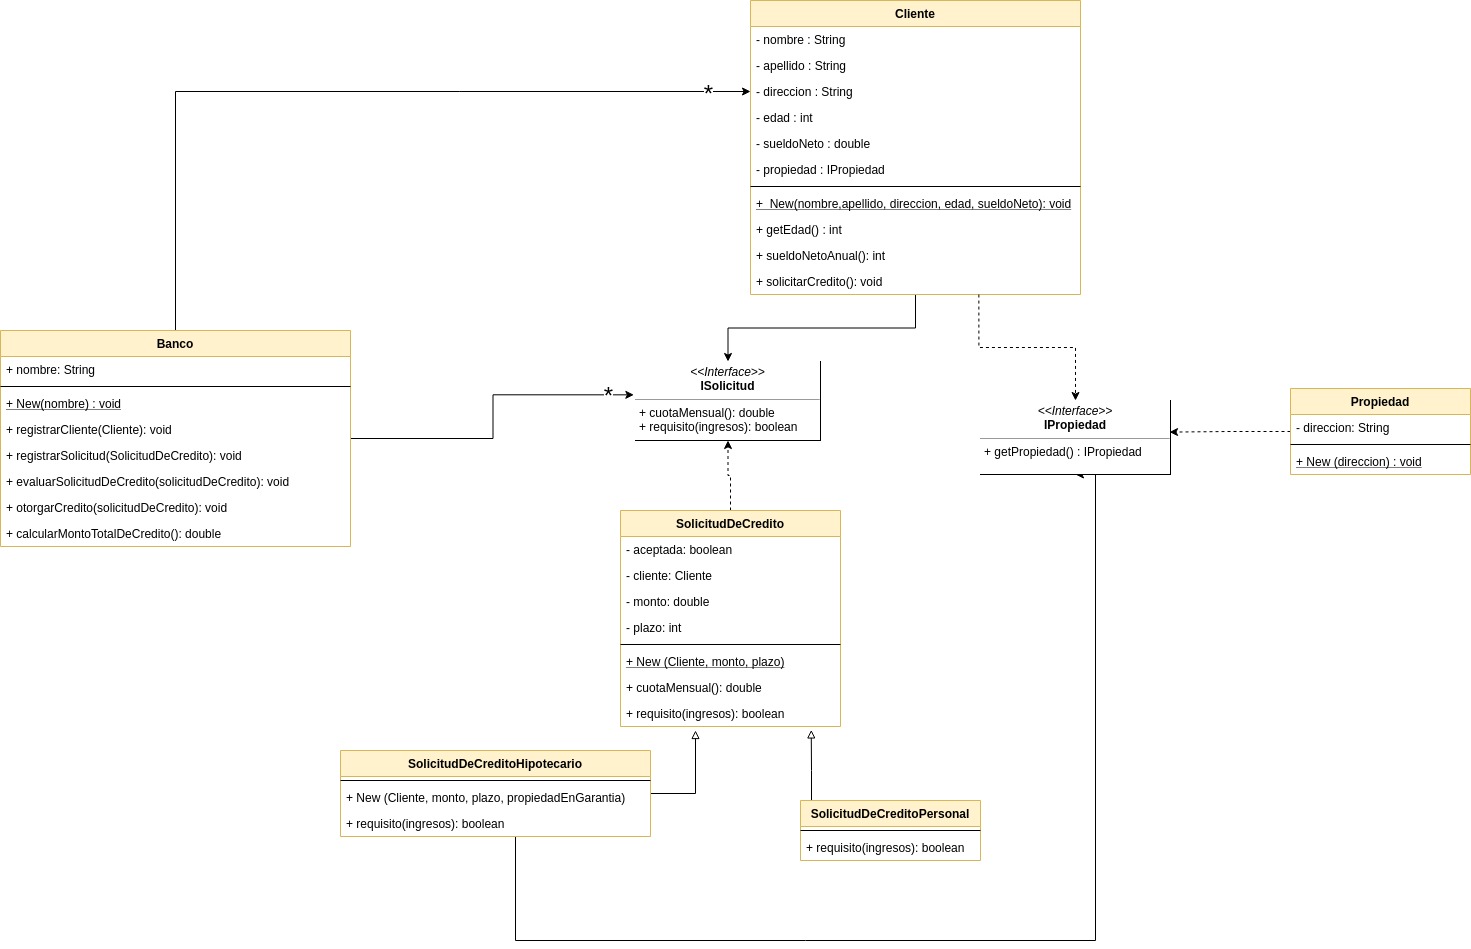 Cliente
- nombre : String
- apellido : String
- direccion : String
- edad : int
- sueldoNeto : double
- propiedad : IPropiedad
+  New(nombre,apellido, direccion, edad, sueldoNeto): void
+ getEdad() : int
+ sueldoNetoAnual(): int
+ solicitarCredito(): void
*
Banco
+ nombre: String
+ New(nombre) : void
+ registrarCliente(Cliente): void
+ registrarSolicitud(SolicitudDeCredito): void
+ evaluarSolicitudDeCredito(solicitudDeCredito): void
+ otorgarCredito(solicitudDeCredito): void
+ calcularMontoTotalDeCredito(): double
*
<<Interface>>
ISolicitud
+ cuotaMensual(): double
+ requisito(ingresos): boolean
<<Interface>>
IPropiedad
+ getPropiedad() : IPropiedad
Propiedad
- direccion: String
+ New (direccion) : void
SolicitudDeCredito
- aceptada: boolean
- cliente: Cliente
- monto: double
- plazo: int
+ New (Cliente, monto, plazo)
+ cuotaMensual(): double
+ requisito(ingresos): boolean
SolicitudDeCreditoHipotecario
+ New (Cliente, monto, plazo, propiedadEnGarantia)
+ requisito(ingresos): boolean
SolicitudDeCreditoPersonal
+ requisito(ingresos): boolean